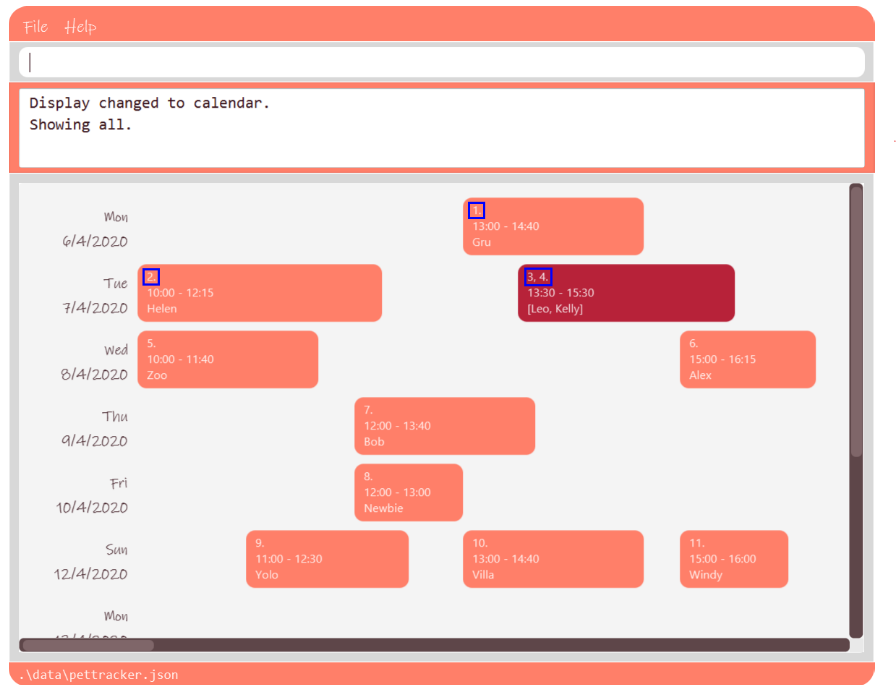 File Help
Display changed to calendar.
Showing all.
Mon
6/4/2020
1.
13:00 - 14:40
Gru
Tue
7/4/2020
2.
10:00 - 12:15
Helen
3, 4.
13:30 - 15:30
[Leo, Kelly]
Wed
8/4/2020
5.
10:00 - 11:40
Zoo
6.
15:00 - 16:15
Alex
Thu
9/4/2020
7.
12:00 - 13:40
Bob
Fri
10/4/2020
8.
12:00 - 13:00
Newbie
Sun
12/4/2020
9.
11:00 - 12:30
Yolo
10.
13:00 - 14:40
Villa
11.
15:00 - 16:00
Windy
Mon
.\data\pettracker.json